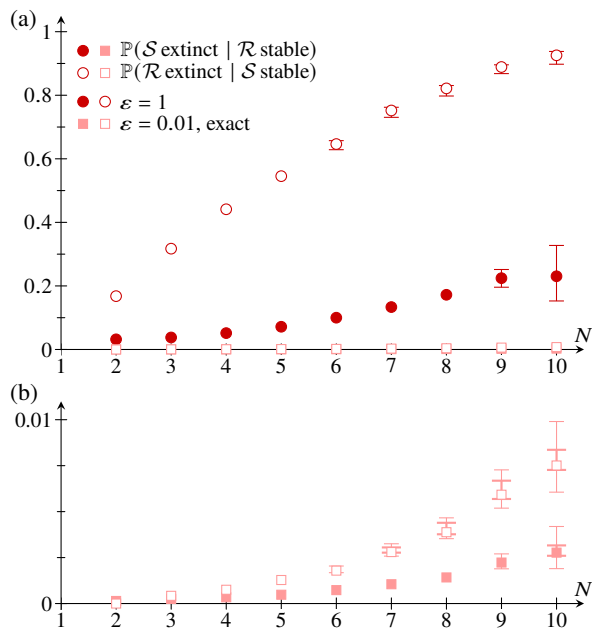 (a)
1
ℙ(𝒮 extinct | ℛ stable)
ℙ(ℛ extinct | 𝒮 stable)
0.8
ε = 1
ε = 0.01, exact
0.6
0.4
0.2
0
N
1 2 3 4 5 6 7 8 9 10
(b)
0.01
0
N
1 2 3 4 5 6 7 8 9 10